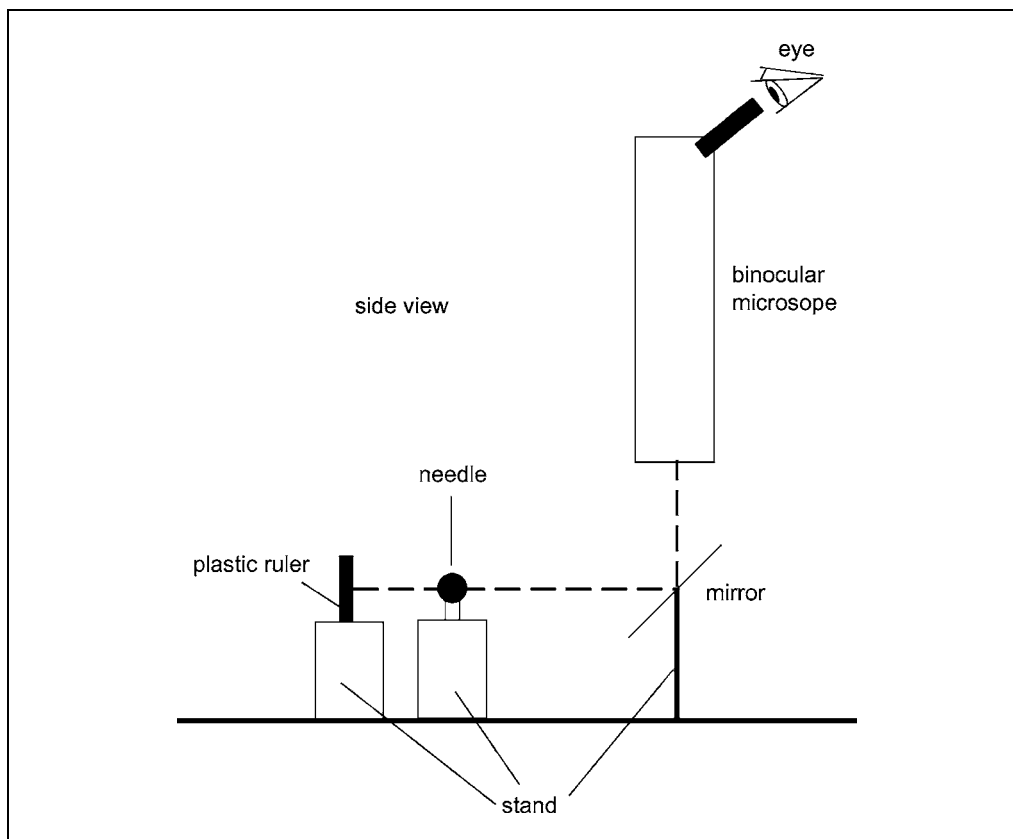 eye
binocular
microsope
side view
needle
plastic ruler
mirror
stand